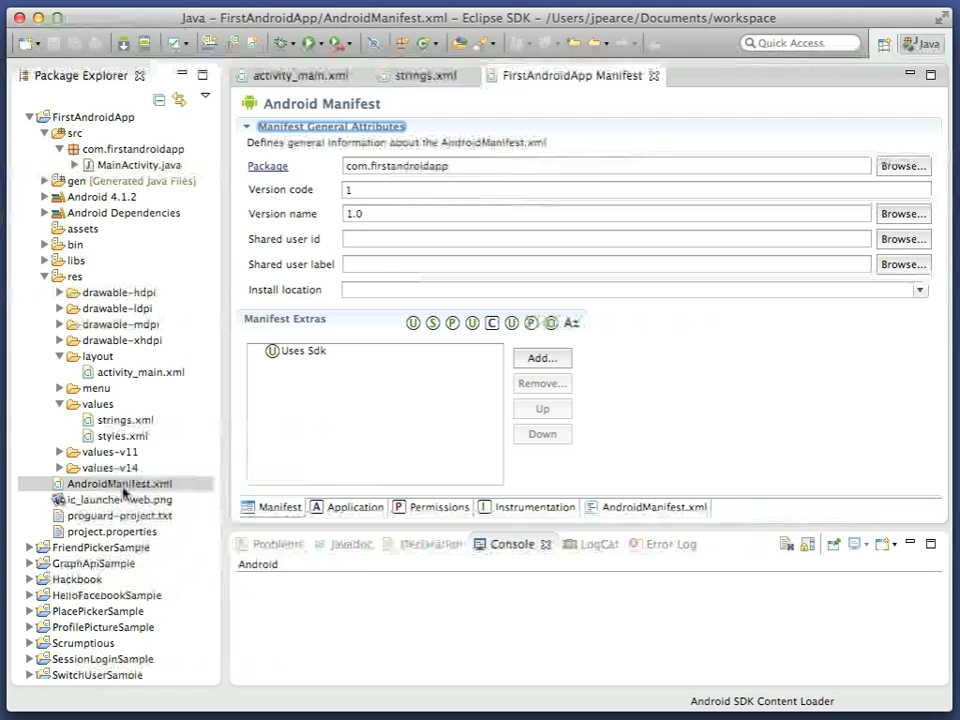 Java – FirstAndroidApp/AndroidManifest.xml – Eclipse SDK – /Users/jpearce/Documents/workspace
Quick Access
Java
Package Explorer
activity_main.xml
strings.xml
FirstAndroidApp Manifest
FirstAndroidApp
src
com.firstandroidapp
MainActivity.java
gen [Generated Java Files]
Android 4.1.2
Android Dependencies
assets
bin
libs
res
drawable-hdpi
drawable-ldpi
drawable-mdpi
drawable-xhdpi
layout
activity_main.xml
menu
values
strings.xml
styles.xml
values-v11
values-v14
AndroidManifest.xml
ic_launcher-web.png
proguard-project.txt
project.properties
FriendPickerSample
GraphApiSample
Hackbook
HelloFacebookSample
PlacePickerSample
ProfilePictureSample
Scrumptious
SessionLoginSample
SwitchUserSample
Android Manifest
Manifest General Attributes
Defines general information about the AndroidManifest.xml
Package com.firstandroidapp Browse...
Version code 1
Version name 1.0 Browse...
Shared user id Browse...
Shared user label Browse...
Install location
Manifest Extras U S P U C U P O Az
U Uses Sdk
Add...
Remove...
Up
Down
Manifest A Application P Permissions I Instrumentation AndroidManifest.xml
Problems Javadoc Declaration Console LogCat Error Log
Android
Android SDK Content Loader